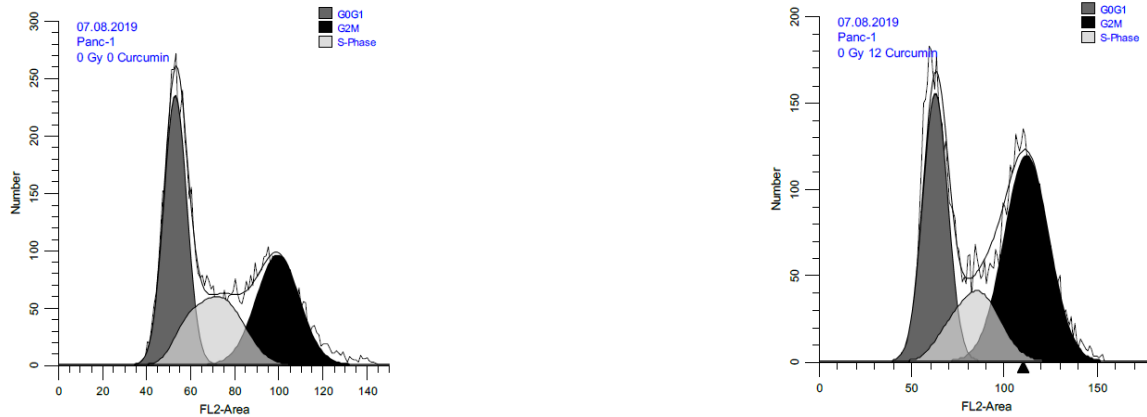 07.08.2019
Panc-1
0 Gy 0 Curcumin
G0G1
G2M
S-Phase
Number
300
250
200
150
100
50
0
0 20 40 60 80 100 120 140
FL2-Area
07.08.2019
Panc-1
0 Gy 12 Curcumin
G0G1
G2M
S-Phase
Number
200
150
100
50
0
0 50 100 150
FL2-Area